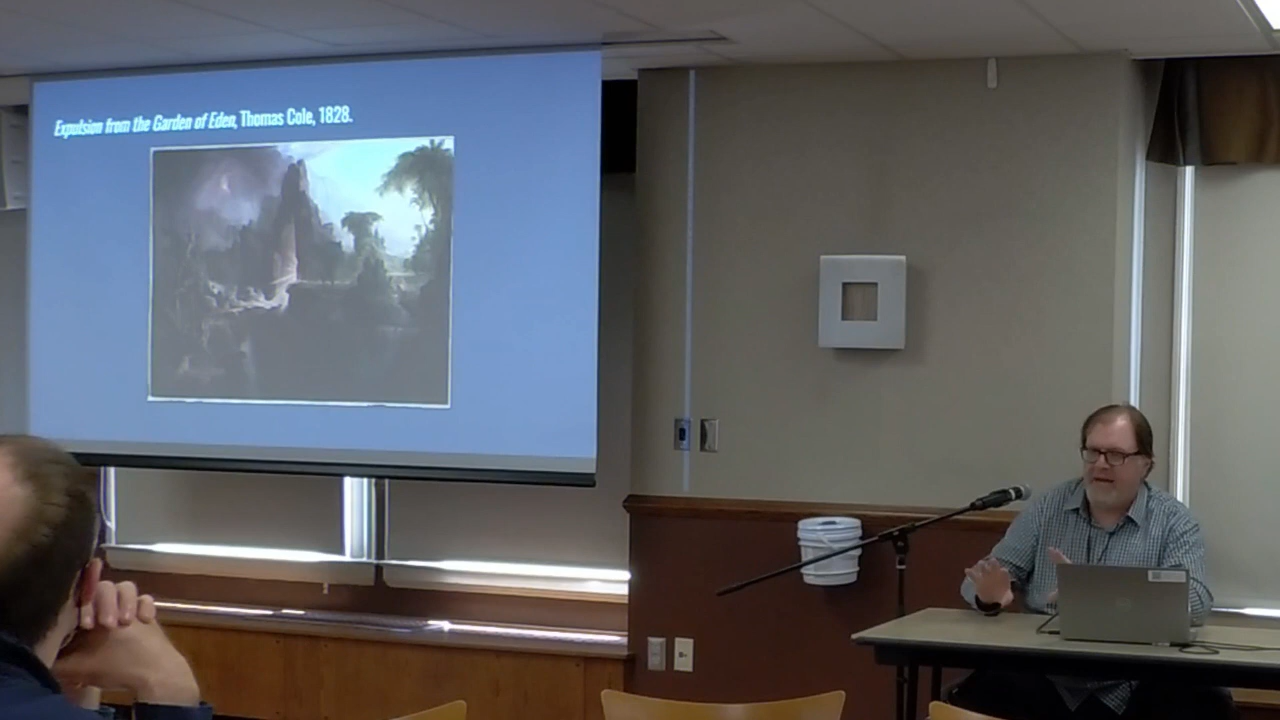 Expulsion from the Garden of Eden, Thomas Cole, 1828.